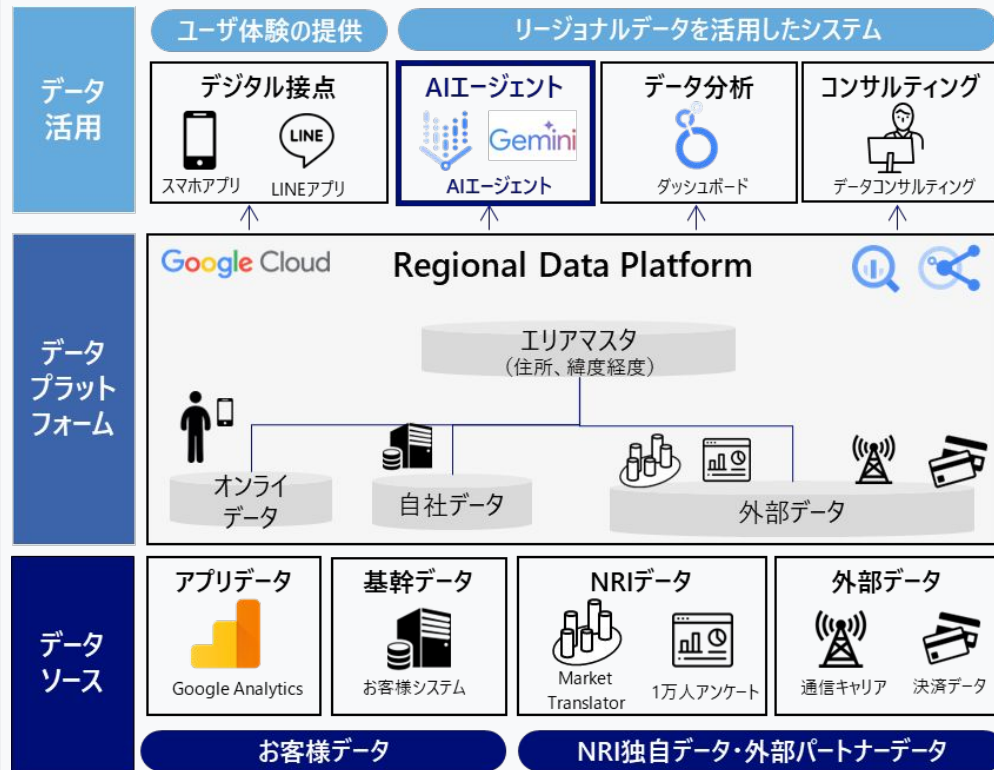 ユーザ体験の提供
リージョナルデータを活用したシステム
データ
活用
デジタル接点
LINE
スマホアプリ
LINEアプリ
AIエージェント
Gemini
AIエージェント
データ分析
ダッシュボード
コンサルティング
データコンサルティング
データ
プラット
フォーム
Google Cloud
Regional Data Platform
エリアマスタ
(住所、緯度経度)
オンライ
データ
自社データ
外部データ
データ
ソース
アプリデータ
Google Analytics
基幹データ
お客様システム
NRIデータ
Market
Translator
1万人アンケート
外部データ
通信キャリア
決済データ
お客様データ
NRI独自データ・外部パートナーデータ